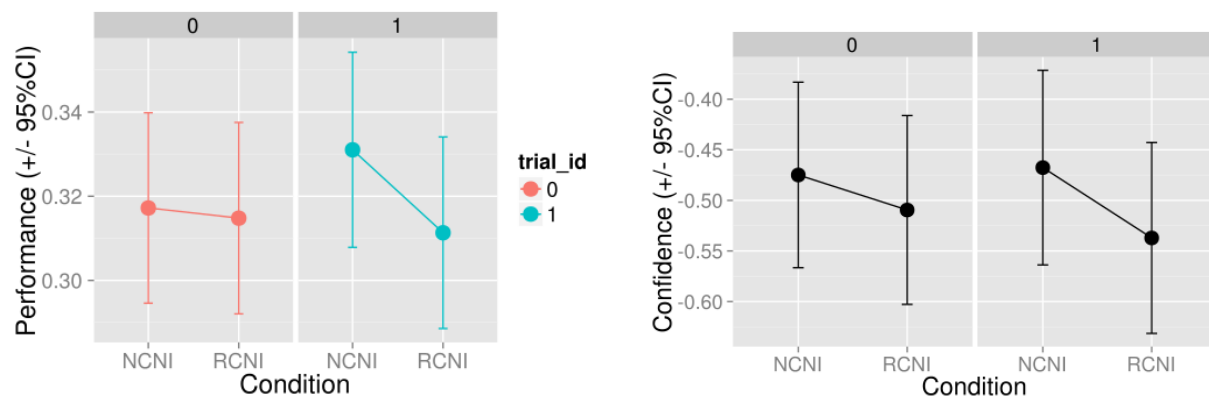 0 1
Performance (+/- 95%CI)
0.34
0.32
0.30
NCNI RCNI NCNI RCNI
Condition
trial_id
0
1
0 1
Confidence (+/- 95%CI)
-0.40
-0.45
-0.50
-0.55
-0.60
NCNI RCNI NCNI RCNI
Condition